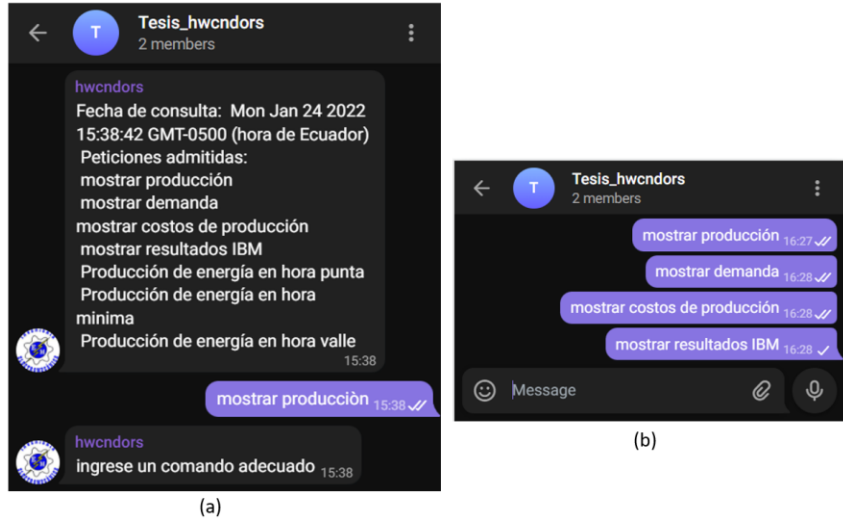 T
Tesis_hwcndors
2 members
hwcndors
Fecha de consulta: Mon Jan 24 2022
15:38:42 GMT-0500 (hora de Ecuador)
Peticiones admitidas:
mostrar producción
mostrar demanda
mostrar costos de producción
mostrar resultados IBM
Producción de energía en hora punta
Producción de energía en hora
minima
Producción de energía en hora valle
15:38
mostrar producciòn 15:38
hwcndors
ingrese un comando adecuado 15:38
(a)
T
Tesis_hwcndors
2 members
mostrar producción 16:27
mostrar demanda 16:28
mostrar costos de producción 16:28
mostrar resultados IBM 16:28
Message
(b)